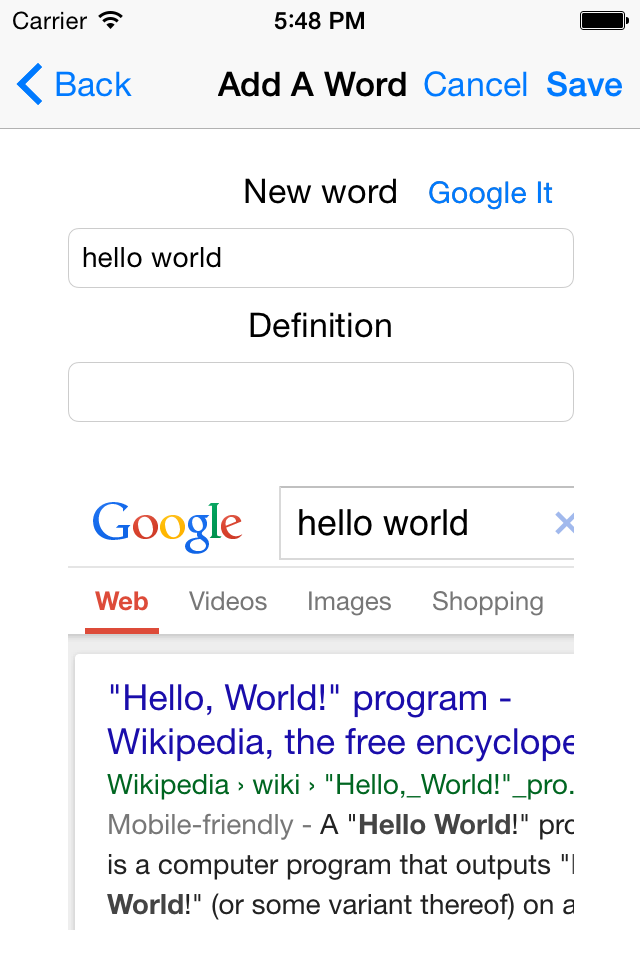 Carrier 5:48 PM
Back Add A Word Cancel Save
New word Google It
hello world
Definition
Google hello world
Web Videos Images Shopping
"Hello, World!" program -
Wikipedia, the free encyclope
Wikipedia › wiki › "Hello,_World!"_pro.
Mobile-friendly - A "Hello World!" pro
is a computer program that outputs "
World!" (or some variant thereof) on a